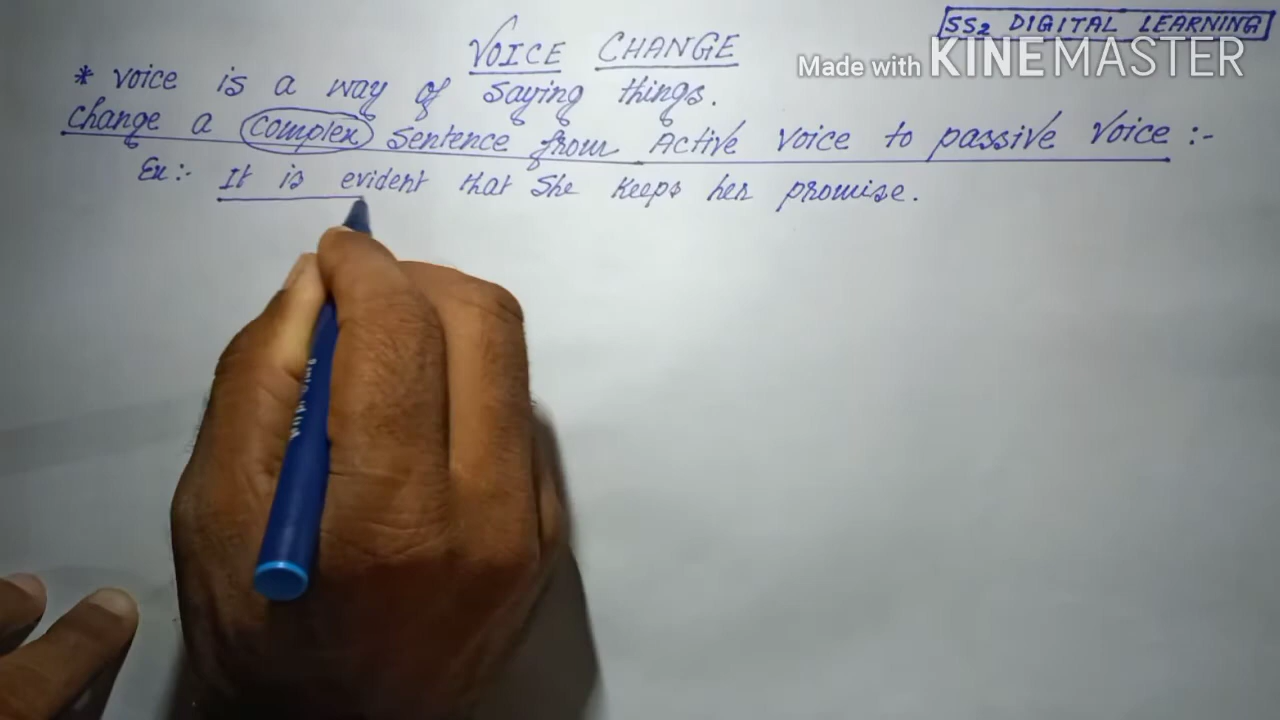 SS2 DIGITAL LEARNING
Made with KINEMASTER
VOICE CHANGE
* Voice is a way of saying things.
Change a complex sentence from Active Voice to passive Voice :-
Ex :- It is evident that She keeps her promise.